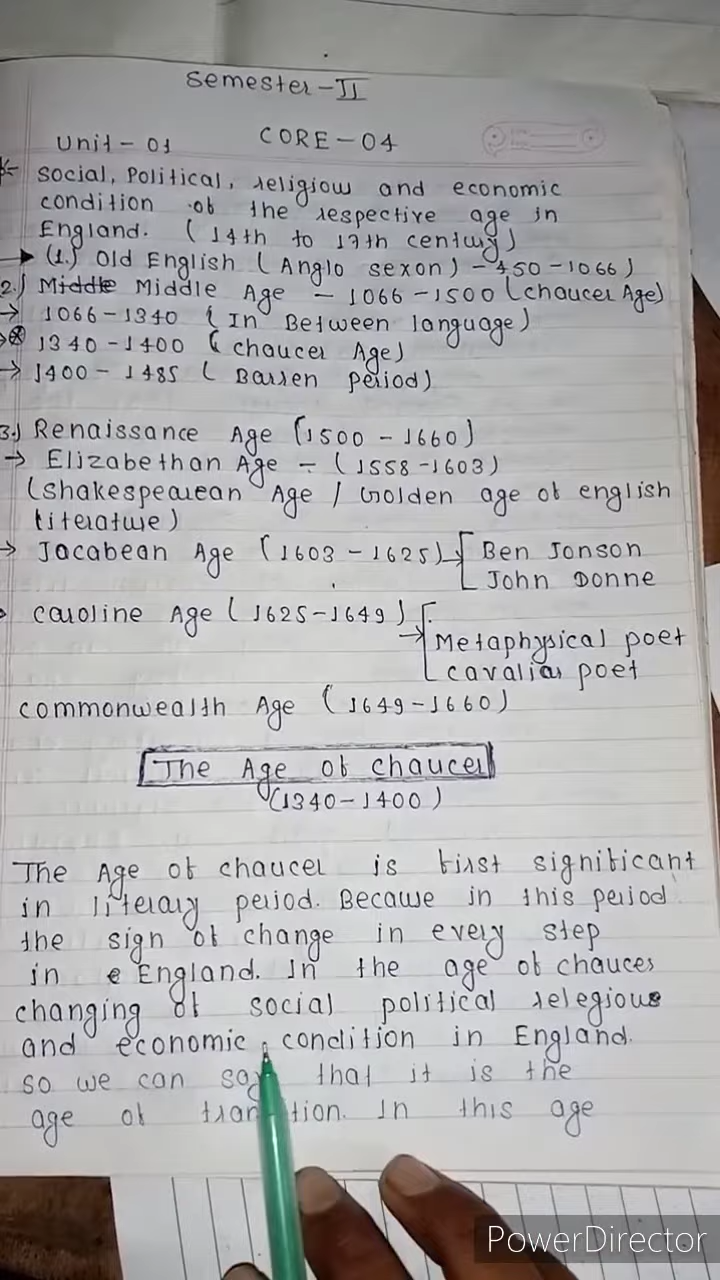 Semester-II
Unit-01 CORE-04
Social, Political, religiow and economic
condition of the respective age in
England. (14th to 17th century)
(1.) Old English (Anglo sexon) - 450-1066)
2.) Middle Middle Age - 1066-1500 (Chaucer Age)
→ 1066-1340 (In Between language)
→ 1340-1400 (Chaucer Age)
→ 1400-1485 (Barren period)
3.) Renaissance Age (1500-1660)
→ Elizabethan Age - (1558-1603)
(Shakespearean Age / Golden age of english
literature)
→ Jacabean Age (1603-1625) Ben Jonson
John Donne
Caroline Age (1625-1649)
→ Metaphysical poet
cavaliar poet
Commonwealth Age (1649-1660)
The Age of Chaucer
(1340-1400)
The Age of chaucer is first significant
in literary period. Because in this period
the sign of change in every step
in e England. In the age of chaucer
changing of social political relegious
and economic condition in England.
so we can say that it is the
age of In this age
PowerDirector